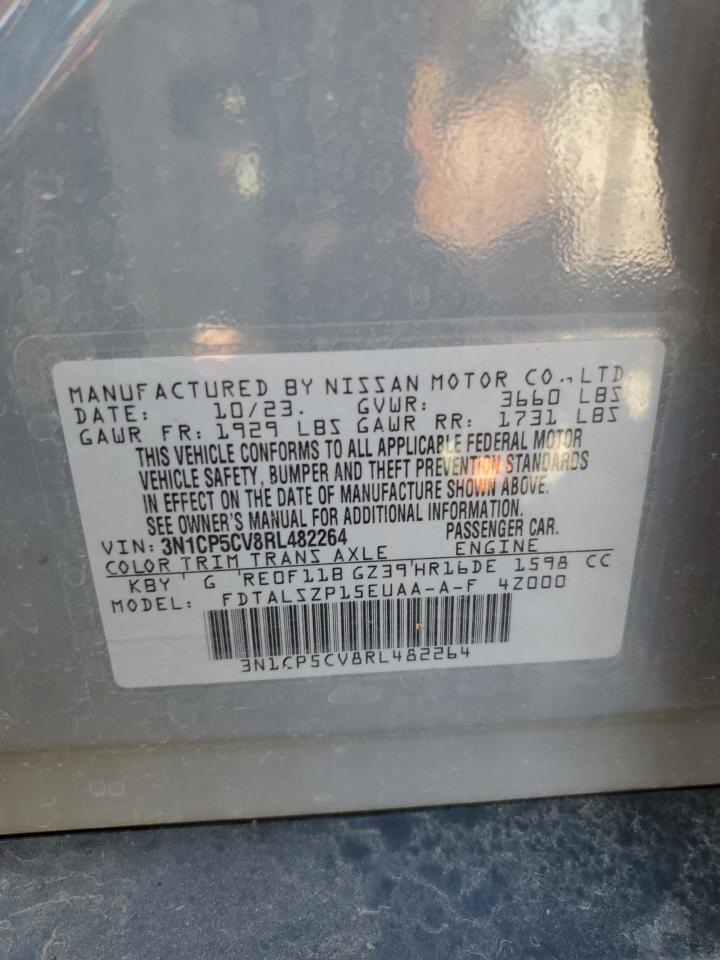 MANUFACTURED BY NISSAN MOTOR CO.,LTD.
DATE: 10/23. GVWR: 3660 LBS
GAWR FR: 1929 LBS GAWR RR: 1731 LBS
THIS VEHICLE CONFORMS TO ALL APPLICABLE FEDERAL MOTOR
VEHICLE SAFETY, BUMPER AND THEFT PREVENTION STANDARDS
IN EFFECT ON THE DATE OF MANUFACTURE SHOWN ABOVE.
SEE OWNER'S MANUAL FOR ADDITIONAL INFORMATION.
VIN: 3N1CP5CV8RL482264 PASSENGER CAR.
COLOR TRIM TRANS AXLE ENGINE
KBY G RE0F11B GZ39 HR16DE 1598 CC
MODEL: FDTALSZP15EUAA-A-F 4Z000
3N1CP5CV8RL482264